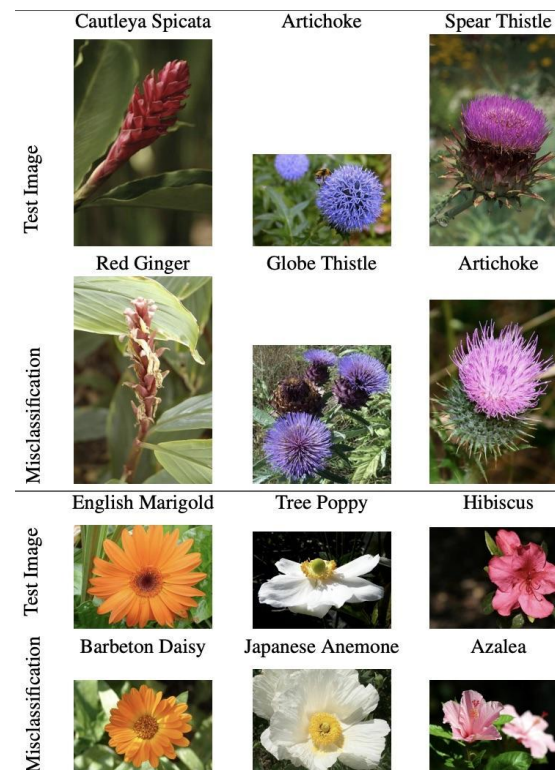 Cautleya Spicata Artichoke Spear Thistle
Test Image
Red Ginger Globe Thistle Artichoke
Misclassification
English Marigold Tree Poppy Hibiscus
Test Image
Barbeton Daisy Japanese Anemone Azalea
Misclassification